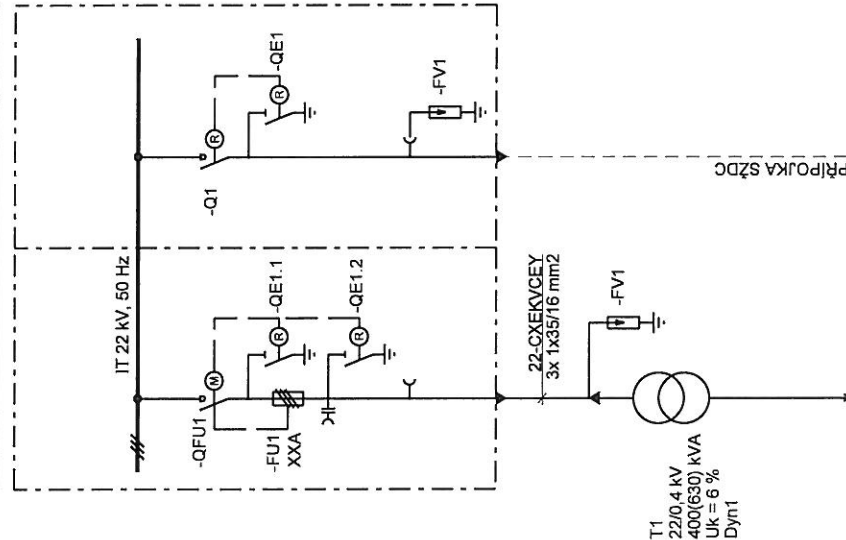 IT 22 kV, 50 Hz
-QFU1
M
-QE1.1
R
-FU1
XXA
-QE1.2
R
-Q1
R
-QE1
R
-FV1
22-CXEKVCEY
3x 1x35/16 mm2
-FV1
T1
22/0,4 kV
400(630) kVA
Uk = 6 %
Dyn1
PŘÍPOJKA SŽDC